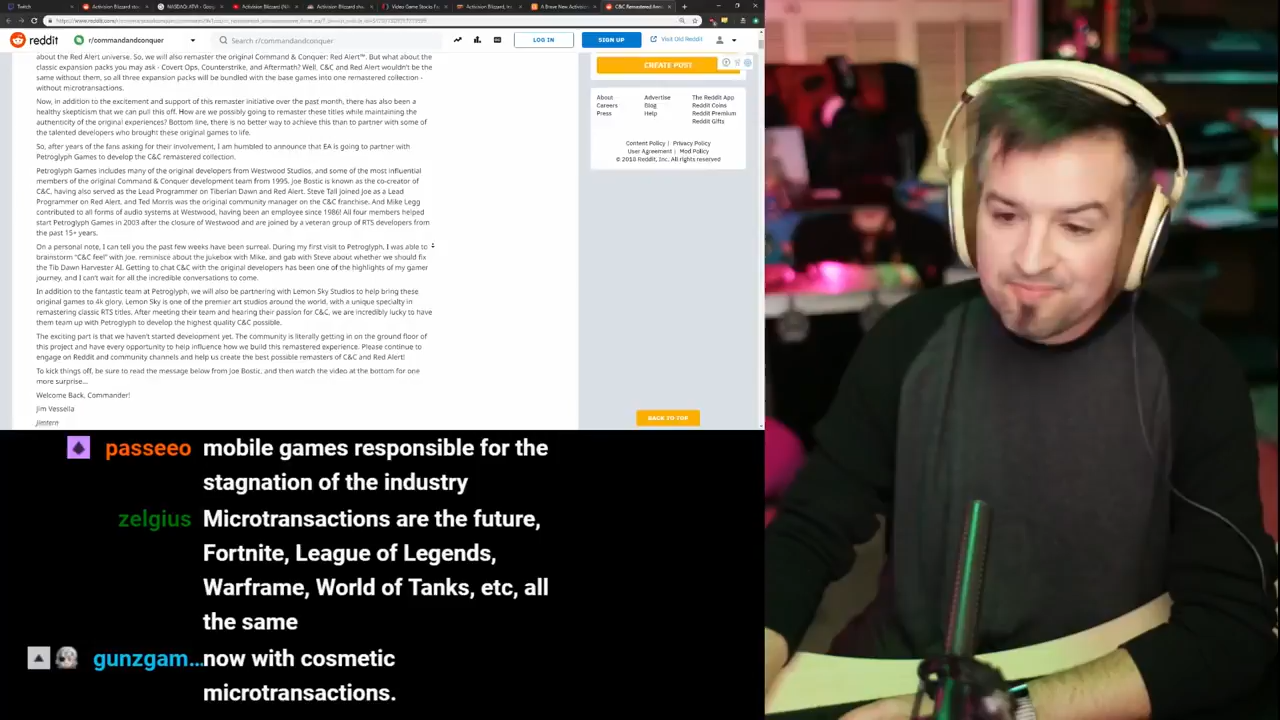 Twitch
Activision Blizzard
NASDAQ:ATVI - Goog
Activision Blizzard (NA
Activision Blizzard sha
Video Game Stocks Fa
Activision Blizzard,
A Brave New Activision
C&C Remastered Ann
reddit
r/commandandconquer
Search r/commandandconquer
LOG IN
SIGN UP
Visit Old Reddit
about the Red Alert universe. So, we will also remaster the original Command & Conquer: Red Alert™. But what about
the classic expansion packs you may ask - Covert Ops, Counterstrike, and Aftermath? Well, C&C and Red Alert wouldn't be the
same without them, so all three expansion packs will be bundled with the base games into one remastered collection -
without microtransactions.
Now, in addition to the excitement and support of this remaster initiative over the past month, there has also been a
healthy skepticism that we can pull this off. How are we possibly going to remaster these titles while maintaining the
authenticity of the original experiences? Bottom line, there is no better way to achieve this than to partner with some of
the talented developers who brought these original games to life.
So, after years of the fans asking for their involvement, I am humbled to announce that EA is going to partner with
Petroglyph Games to develop the C&C remastered collection.
Petroglyph Games includes many of the original developers from Westwood Studios, and some of the most influential
members of the original Command & Conquer development team from 1995. Joe Bostic is known as the co-creator of
C&C, having also served as the Lead Programmer on Tiberian Dawn and Red Alert. Steve Tall joined Joe as a Lead
Programmer on Red Alert, and Ted Morris was the original community manager on the C&C franchise. And Mike Legg
contributed to all forms of audio systems at Westwood, having been an employee since 1986! All four members helped
start Petroglyph Games in 2003 after the closure of Westwood and are joined by a veteran group of RTS developers from
the past 15+ years.
On a personal note, I can tell you the past few weeks have been surreal. During my first visit to Petroglyph, I was able to
brainstorm "C&C feel" with Joe, reminisce about the jukebox with Mike, and gab with Steve about whether we should fix
the Tib Dawn Harvester AI. Getting to chat C&C with the original developers has been one of the highlights of my gamer
journey, and I can't wait for all the incredible conversations to come.
In addition to the fantastic team at Petroglyph, we will also be partnering with Lemon Sky Studios to help bring these
original games to 4k glory. Lemon Sky is one of the premier art studios around the world, with a unique specialty in
remastering classic RTS titles. After meeting their team and hearing their passion for C&C, we are incredibly lucky to have
them team up with Petroglyph to develop the highest quality C&C possible.
The exciting part is that we haven't started development yet. The community is literally getting in on the ground floor of
this project and have every opportunity to help influence how we build this remastered experience. Please continue to
engage on Reddit and community channels and help us create the best possible remasters of C&C and Red Alert!
To kick things off, be sure to read the message below from Joe Bostic, and then watch the video at the bottom for one
more surprise...
Welcome Back, Commander!
Jim Vessella
Jimtern
CREATE POST
About Advertise The Reddit App
Careers Blog Reddit Coins
Press Help Reddit Premium
Reddit Gifts
Content Policy | Privacy Policy
User Agreement | Mod Policy
© 2018 Reddit, Inc. All rights reserved
BACK TO TOP
passeeo mobile games responsible for the
stagnation of the industry
zelgius Microtransactions are the future,
Fortnite, League of Legends,
Warframe, World of Tanks, etc, all
the same
gunzgam... now with cosmetic
microtransactions.